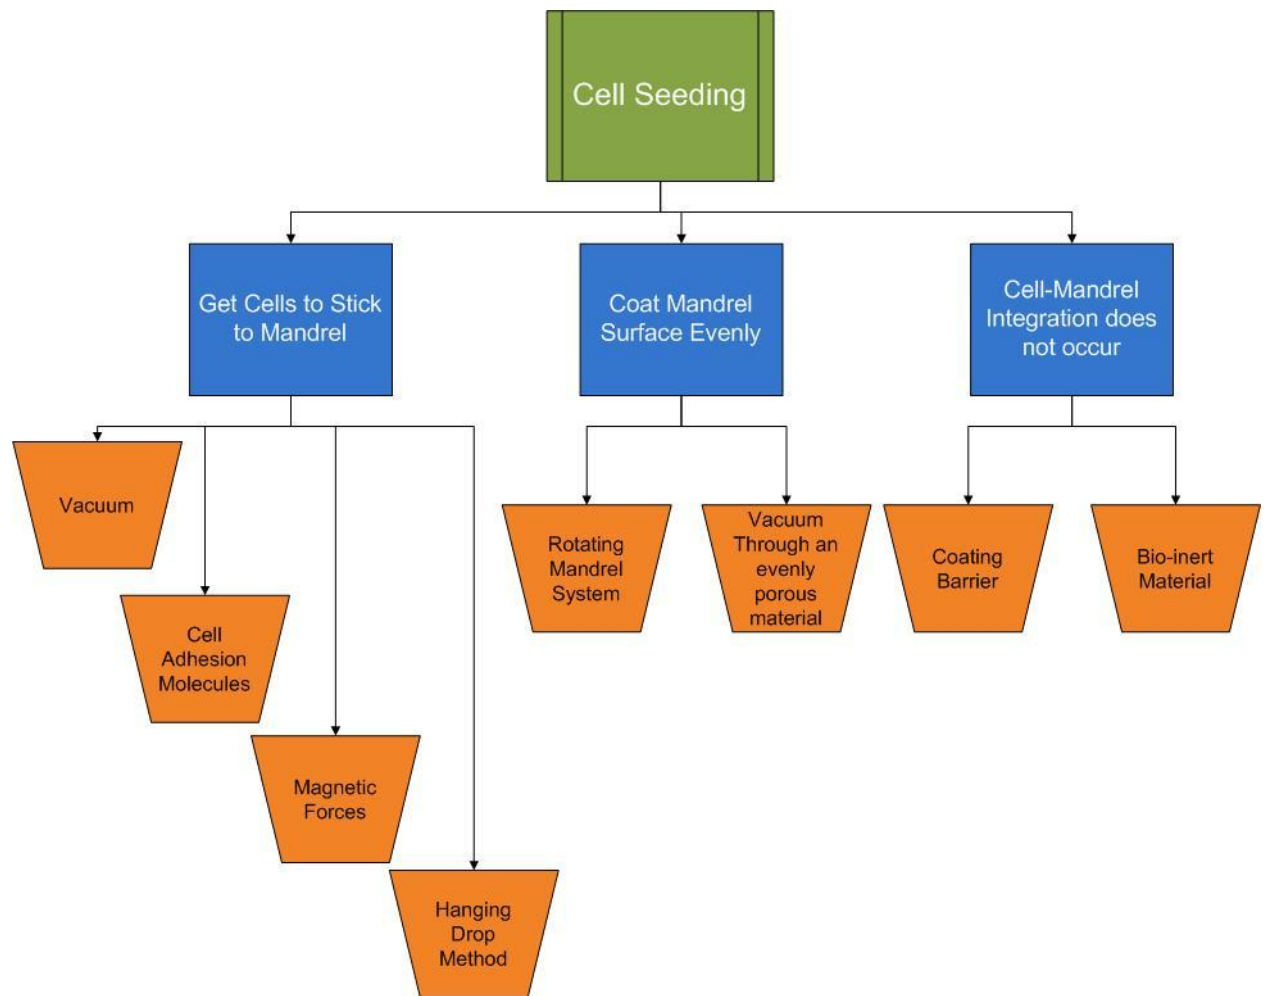 Cell Seeding
Get Cells to Stick
to Mandrel
Coat Mandrel
Surface Evenly
Cell-Mandrel
Integration does
not occur
Vacuum
Cell
Adhesion
Molecules
Magnetic
Forces
Hanging
Drop
Method
Rotating
Mandrel
System
Vacuum
Through an
evenly
porous
material
Coating
Barrier
Bio-inert
Material